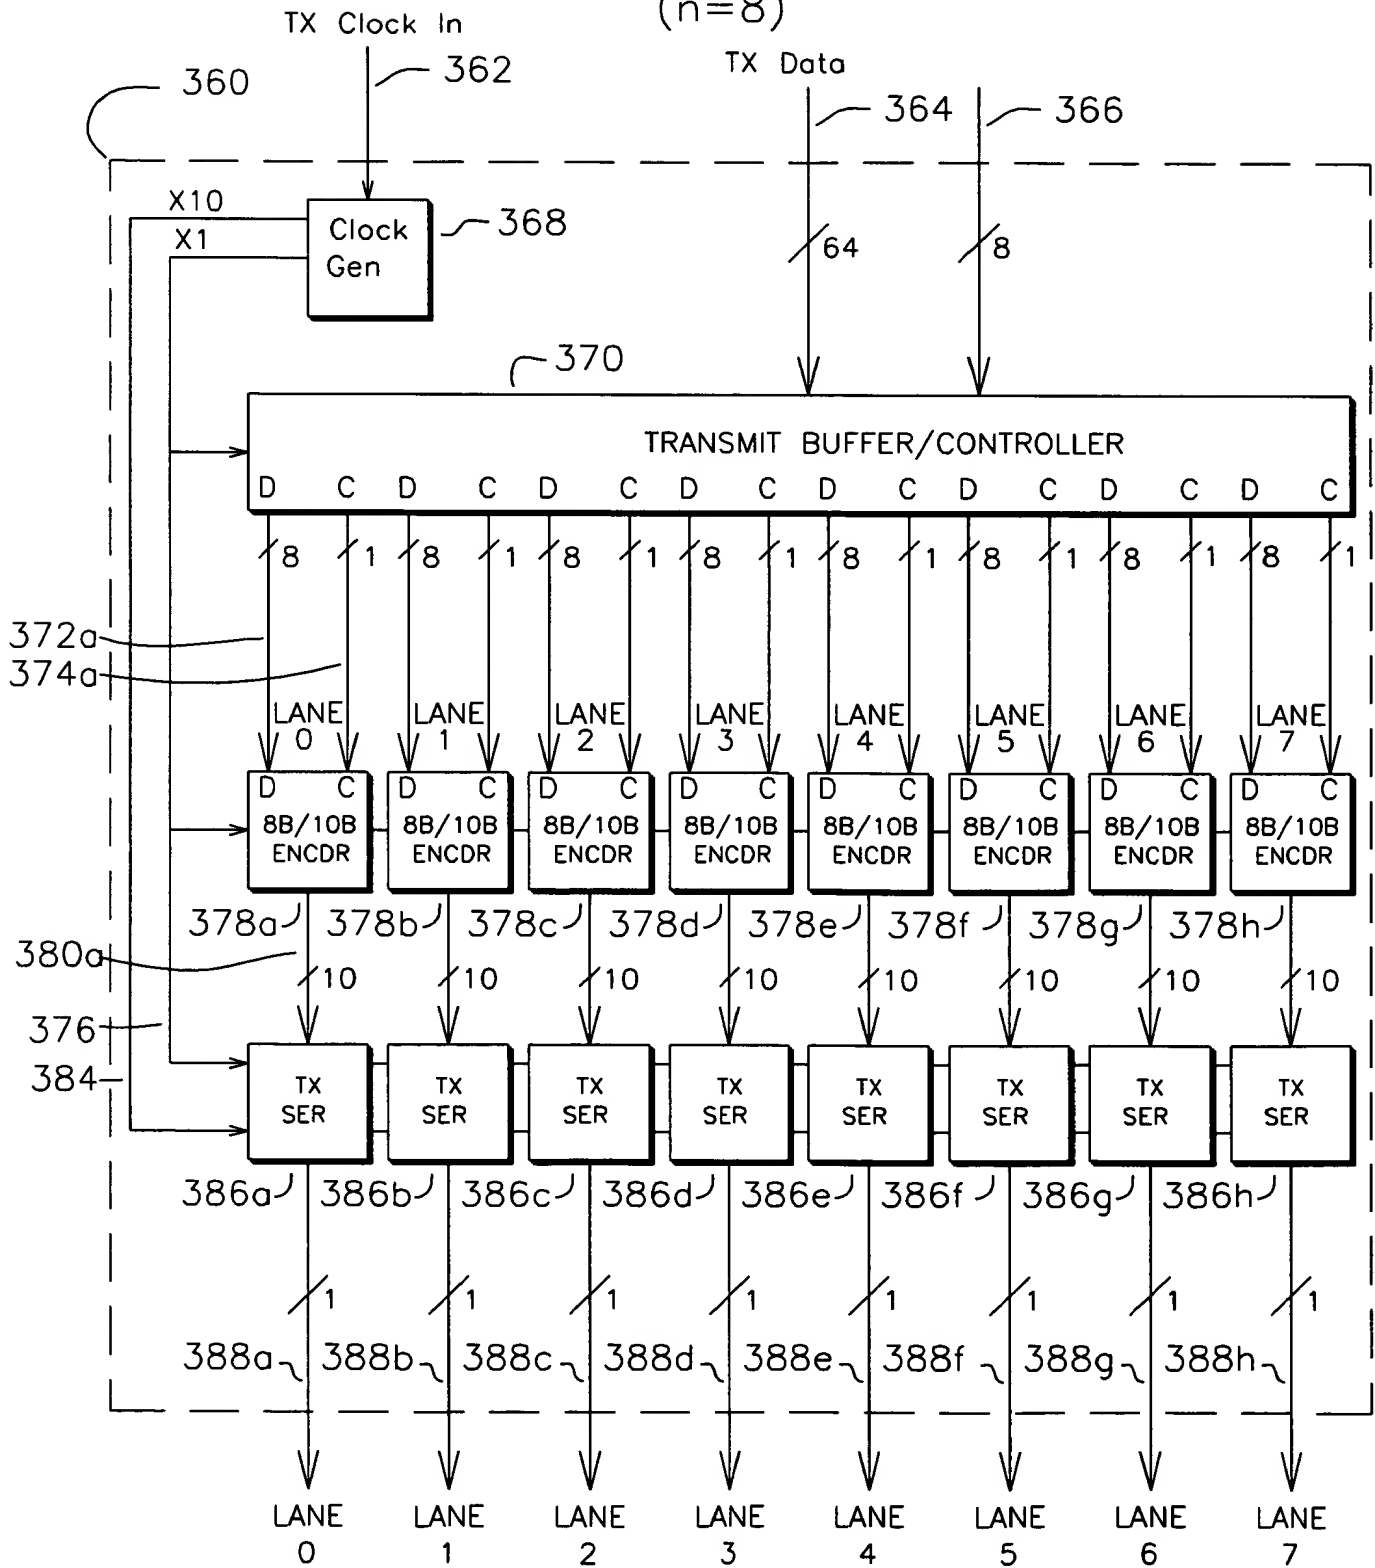 (n=8)
TX Clock In
TX Data
360
362
364
366
X10
X1
Clock
Gen
368
64
8
370
TRANSMIT BUFFER/CONTROLLER
D C D C D C D C D C D C D C D C
8 1 8 1 8 1 8 1 8 1 8 1 8 1 8 1
372a
374a
LANE LANE LANE LANE LANE LANE LANE LANE
0 1 2 3 4 5 6 7
D C D C D C D C D C D C D C D C
8B/10B 8B/10B 8B/10B 8B/10B 8B/10B 8B/10B 8B/10B 8B/10B
ENCDR ENCDR ENCDR ENCDR ENCDR ENCDR ENCDR ENCDR
378a 378b 378c 378d 378e 378f 378g 378h
380a
10 10 10 10 10 10 10 10
376
384
TX TX TX TX TX TX TX TX
SER SER SER SER SER SER SER SER
386a 386b 386c 386d 386e 386f 386g 386h
1 1 1 1 1 1 1 1
388a 388b 388c 388d 388e 388f 388g 388h
LANE LANE LANE LANE LANE LANE LANE LANE
0 1 2 3 4 5 6 7